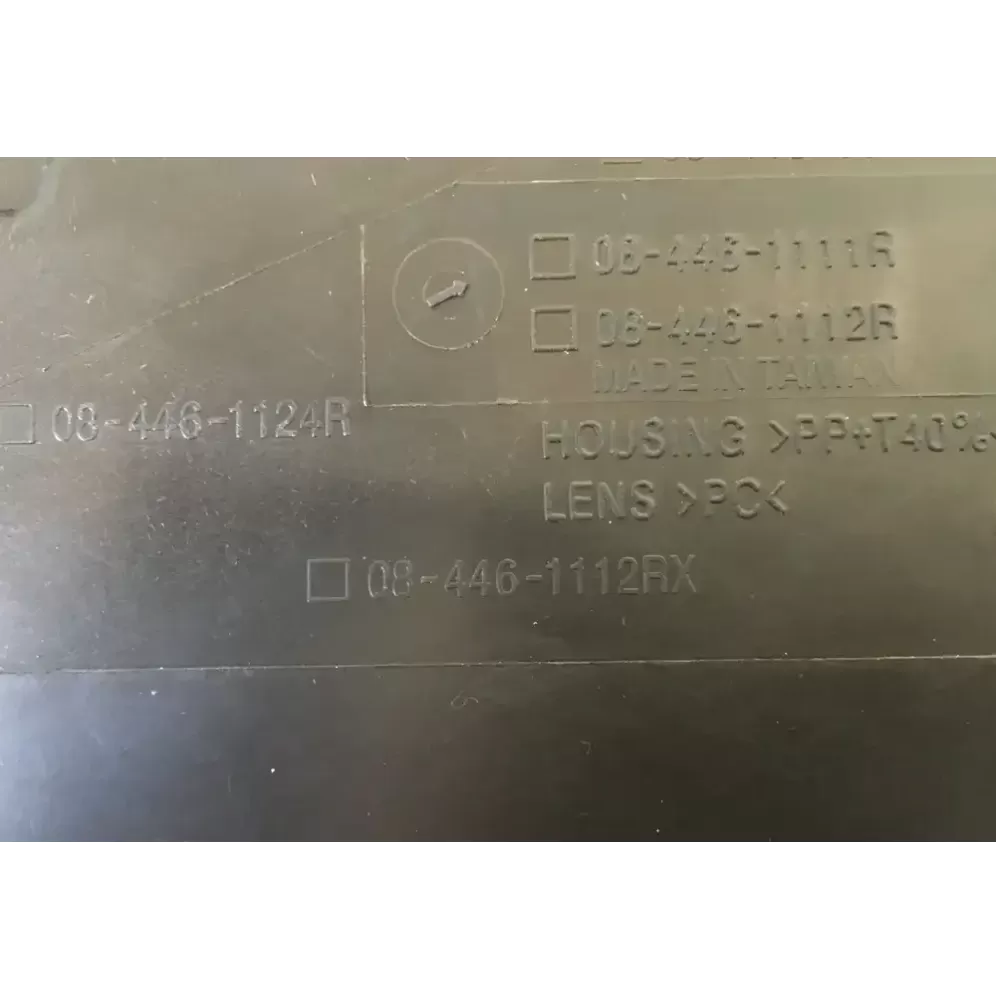 □ 08-446-1111R
□ 08-446-1112R
MADE IN TAIWAN
□ 08-446-1124R
HOUSING >PP+T40%<
LENS >PC<
□ 08-446-1112RX